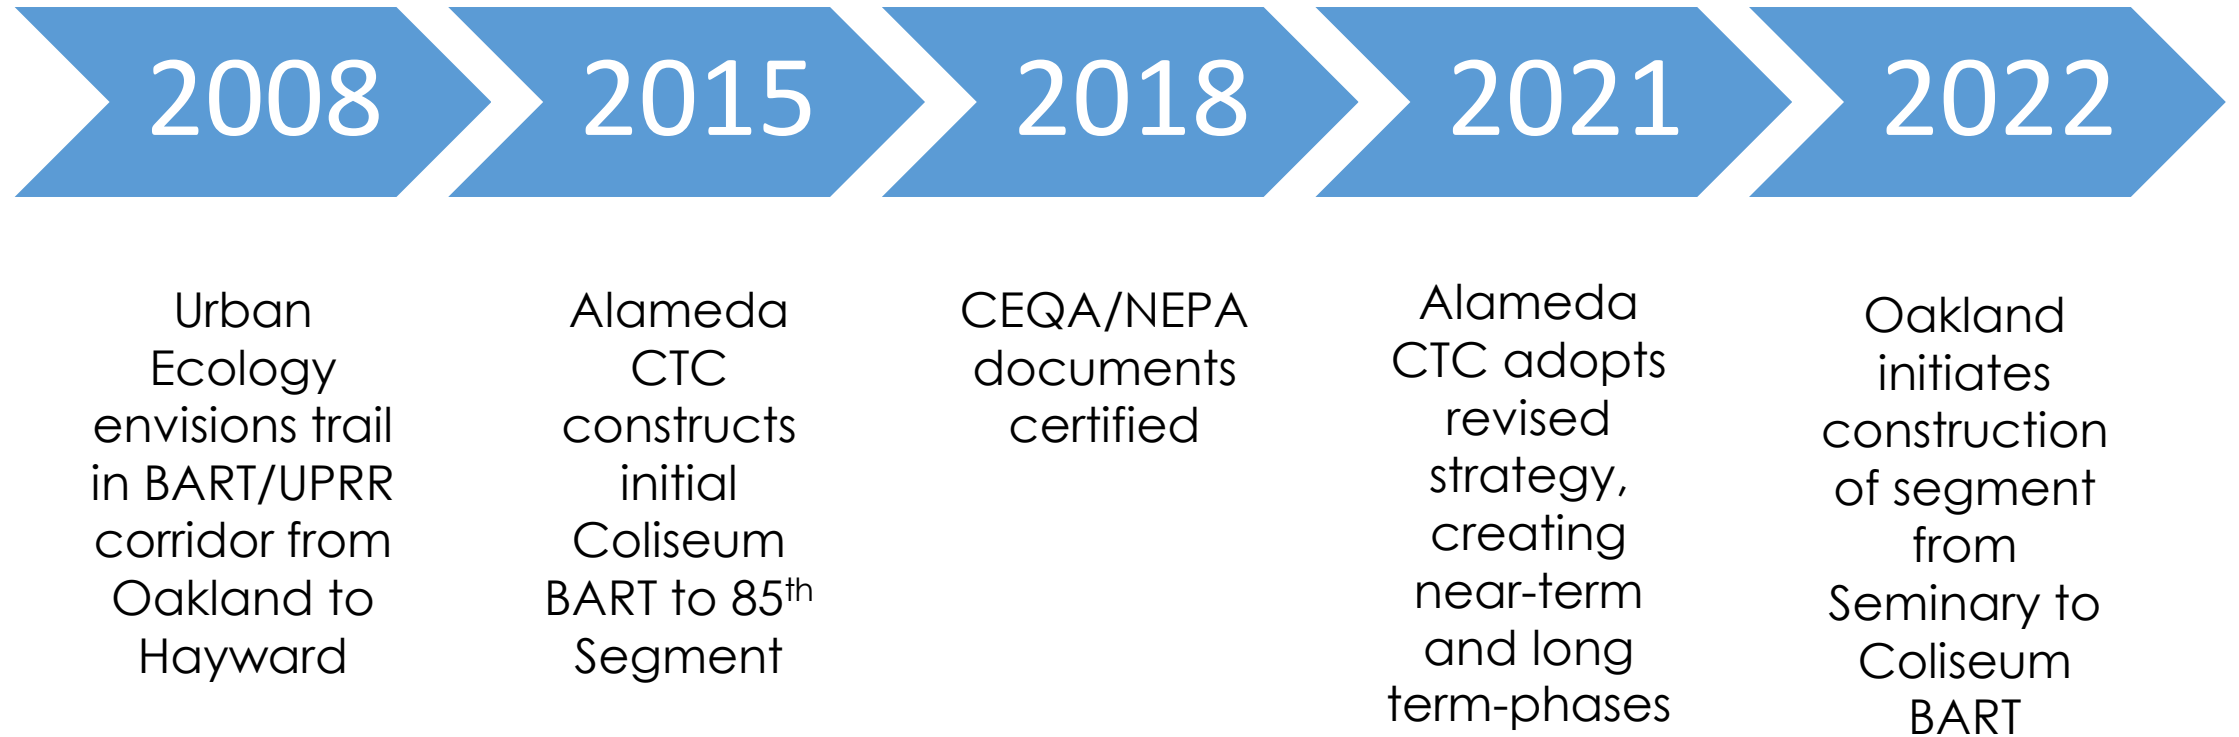 2008
2015
2018
2021
2022
Urban
Ecology
envisions trail
in BART/UPRR
corridor from
Oakland to
Hayward
Alameda
CTC
constructs
initial
Coliseum
BART to 85th
Segment
CEQA/NEPA
documents
certified
Alameda
CTC adopts
revised
strategy,
creating
near-term
and long
term-phases
Oakland
initiates
construction
of segment
from
Seminary to
Coliseum
BART